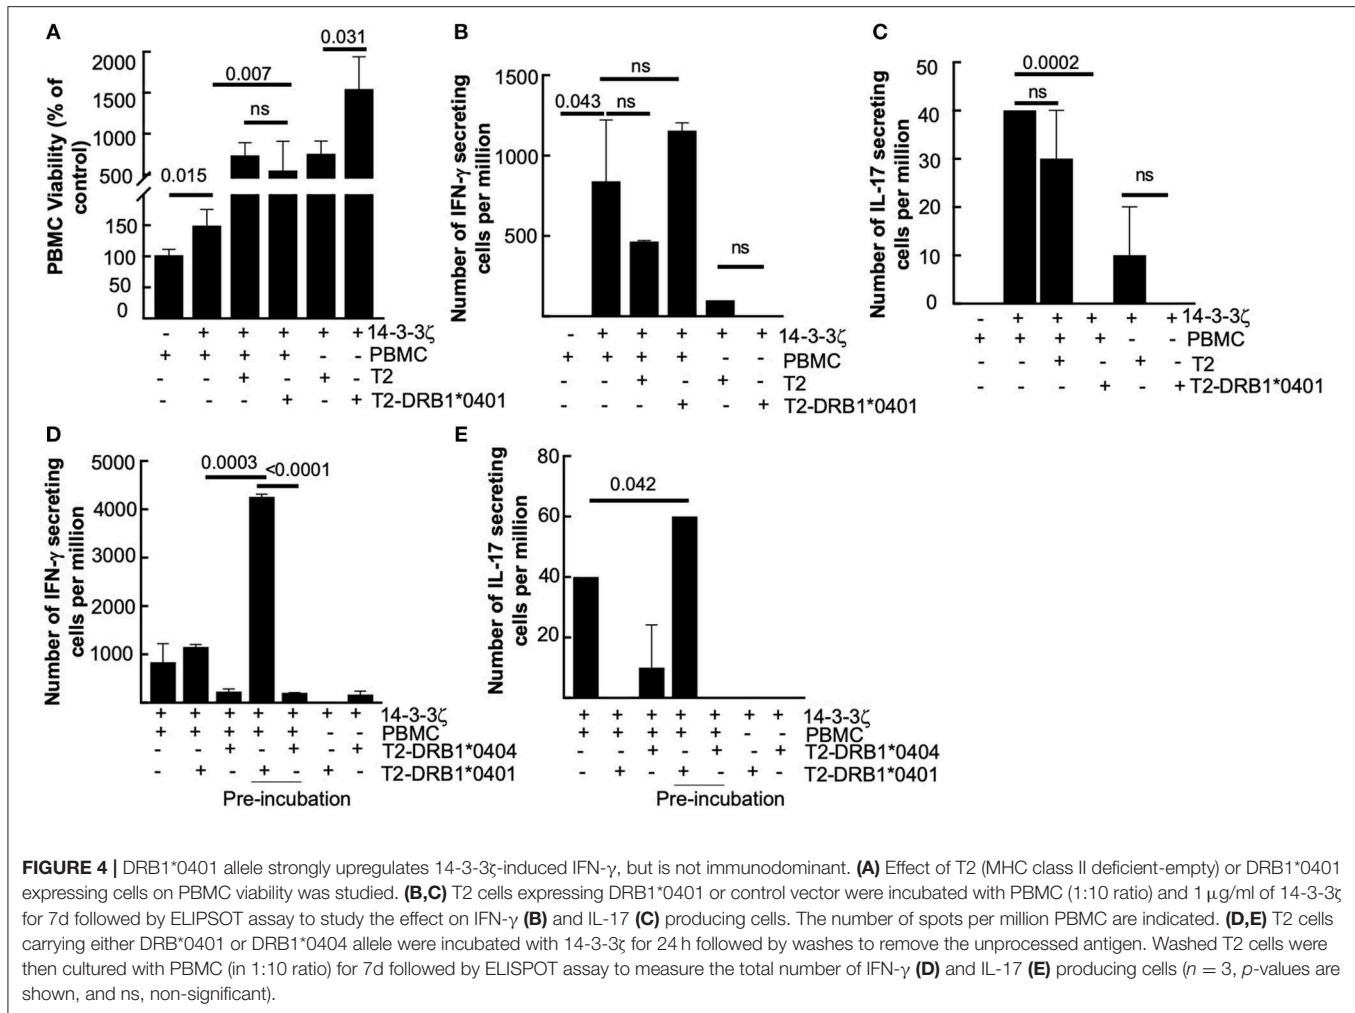 A
PBMC Viability (% of
control)
2000
1500
1000
500
150
100
50
0
0.015
0.007
ns
0.031
- + + + + + 14-3-3ζ
+ + + + - - PBMC
- - + - + - T2
- - - + - + T2-DRB1*0401
B
Number of IFN-γ secreting
cells per million
1500
1000
500
ns
0.043
ns
ns
- + + + + + 14-3-3ζ
+ + + + - - PBMC
- - + - + - T2
- - - + - + T2-DRB1*0401
C
Number of IL-17 secreting
cells per million
50
40
30
20
10
0
0.0002
ns
ns
- + + + + + 14-3-3ζ
+ + + + - - PBMC
- - + - + - T2
- - - + - + T2-DRB1*0401
D
Number of IFN-γ secreting
cells per million
5000
4000
3000
2000
1000
0.0003
<0.0001
+ + + + + + + 14-3-3ζ
+ + + + + - - PBMC
- - + - + - + T2-DRB1*0404
- + - + - + - T2-DRB1*0401
Pre-incubation
E
Number of IL-17 secreting
cells per million
80
60
40
20
0.042
+ + + + + + + 14-3-3ζ
+ + + + + - - PBMC
- - + - + - + T2-DRB1*0404
- + - + - + - T2-DRB1*0401
Pre-incubation
FIGURE 4 | DRB1*0401 allele strongly upregulates 14-3-3ζ-induced IFN-γ, but is not immunodominant. (A) Effect of T2 (MHC class II deficient-empty) or DRB1*0401
expressing cells on PBMC viability was studied. (B,C) T2 cells expressing DRB1*0401 or control vector were incubated with PBMC (1:10 ratio) and 1 μg/ml of 14-3-3ζ
for 7d followed by ELIPSOT assay to study the effect on IFN-γ (B) and IL-17 (C) producing cells. The number of spots per million PBMC are indicated. (D,E) T2 cells
carrying either DRB*0401 or DRB1*0404 allele were incubated with 14-3-3ζ for 24 h followed by washes to remove the unprocessed antigen. Washed T2 cells were
then cultured with PBMC (in 1:10 ratio) for 7d followed by ELISPOT assay to measure the total number of IFN-γ (D) and IL-17 (E) producing cells (n = 3, p-values are
shown, and ns, non-significant).